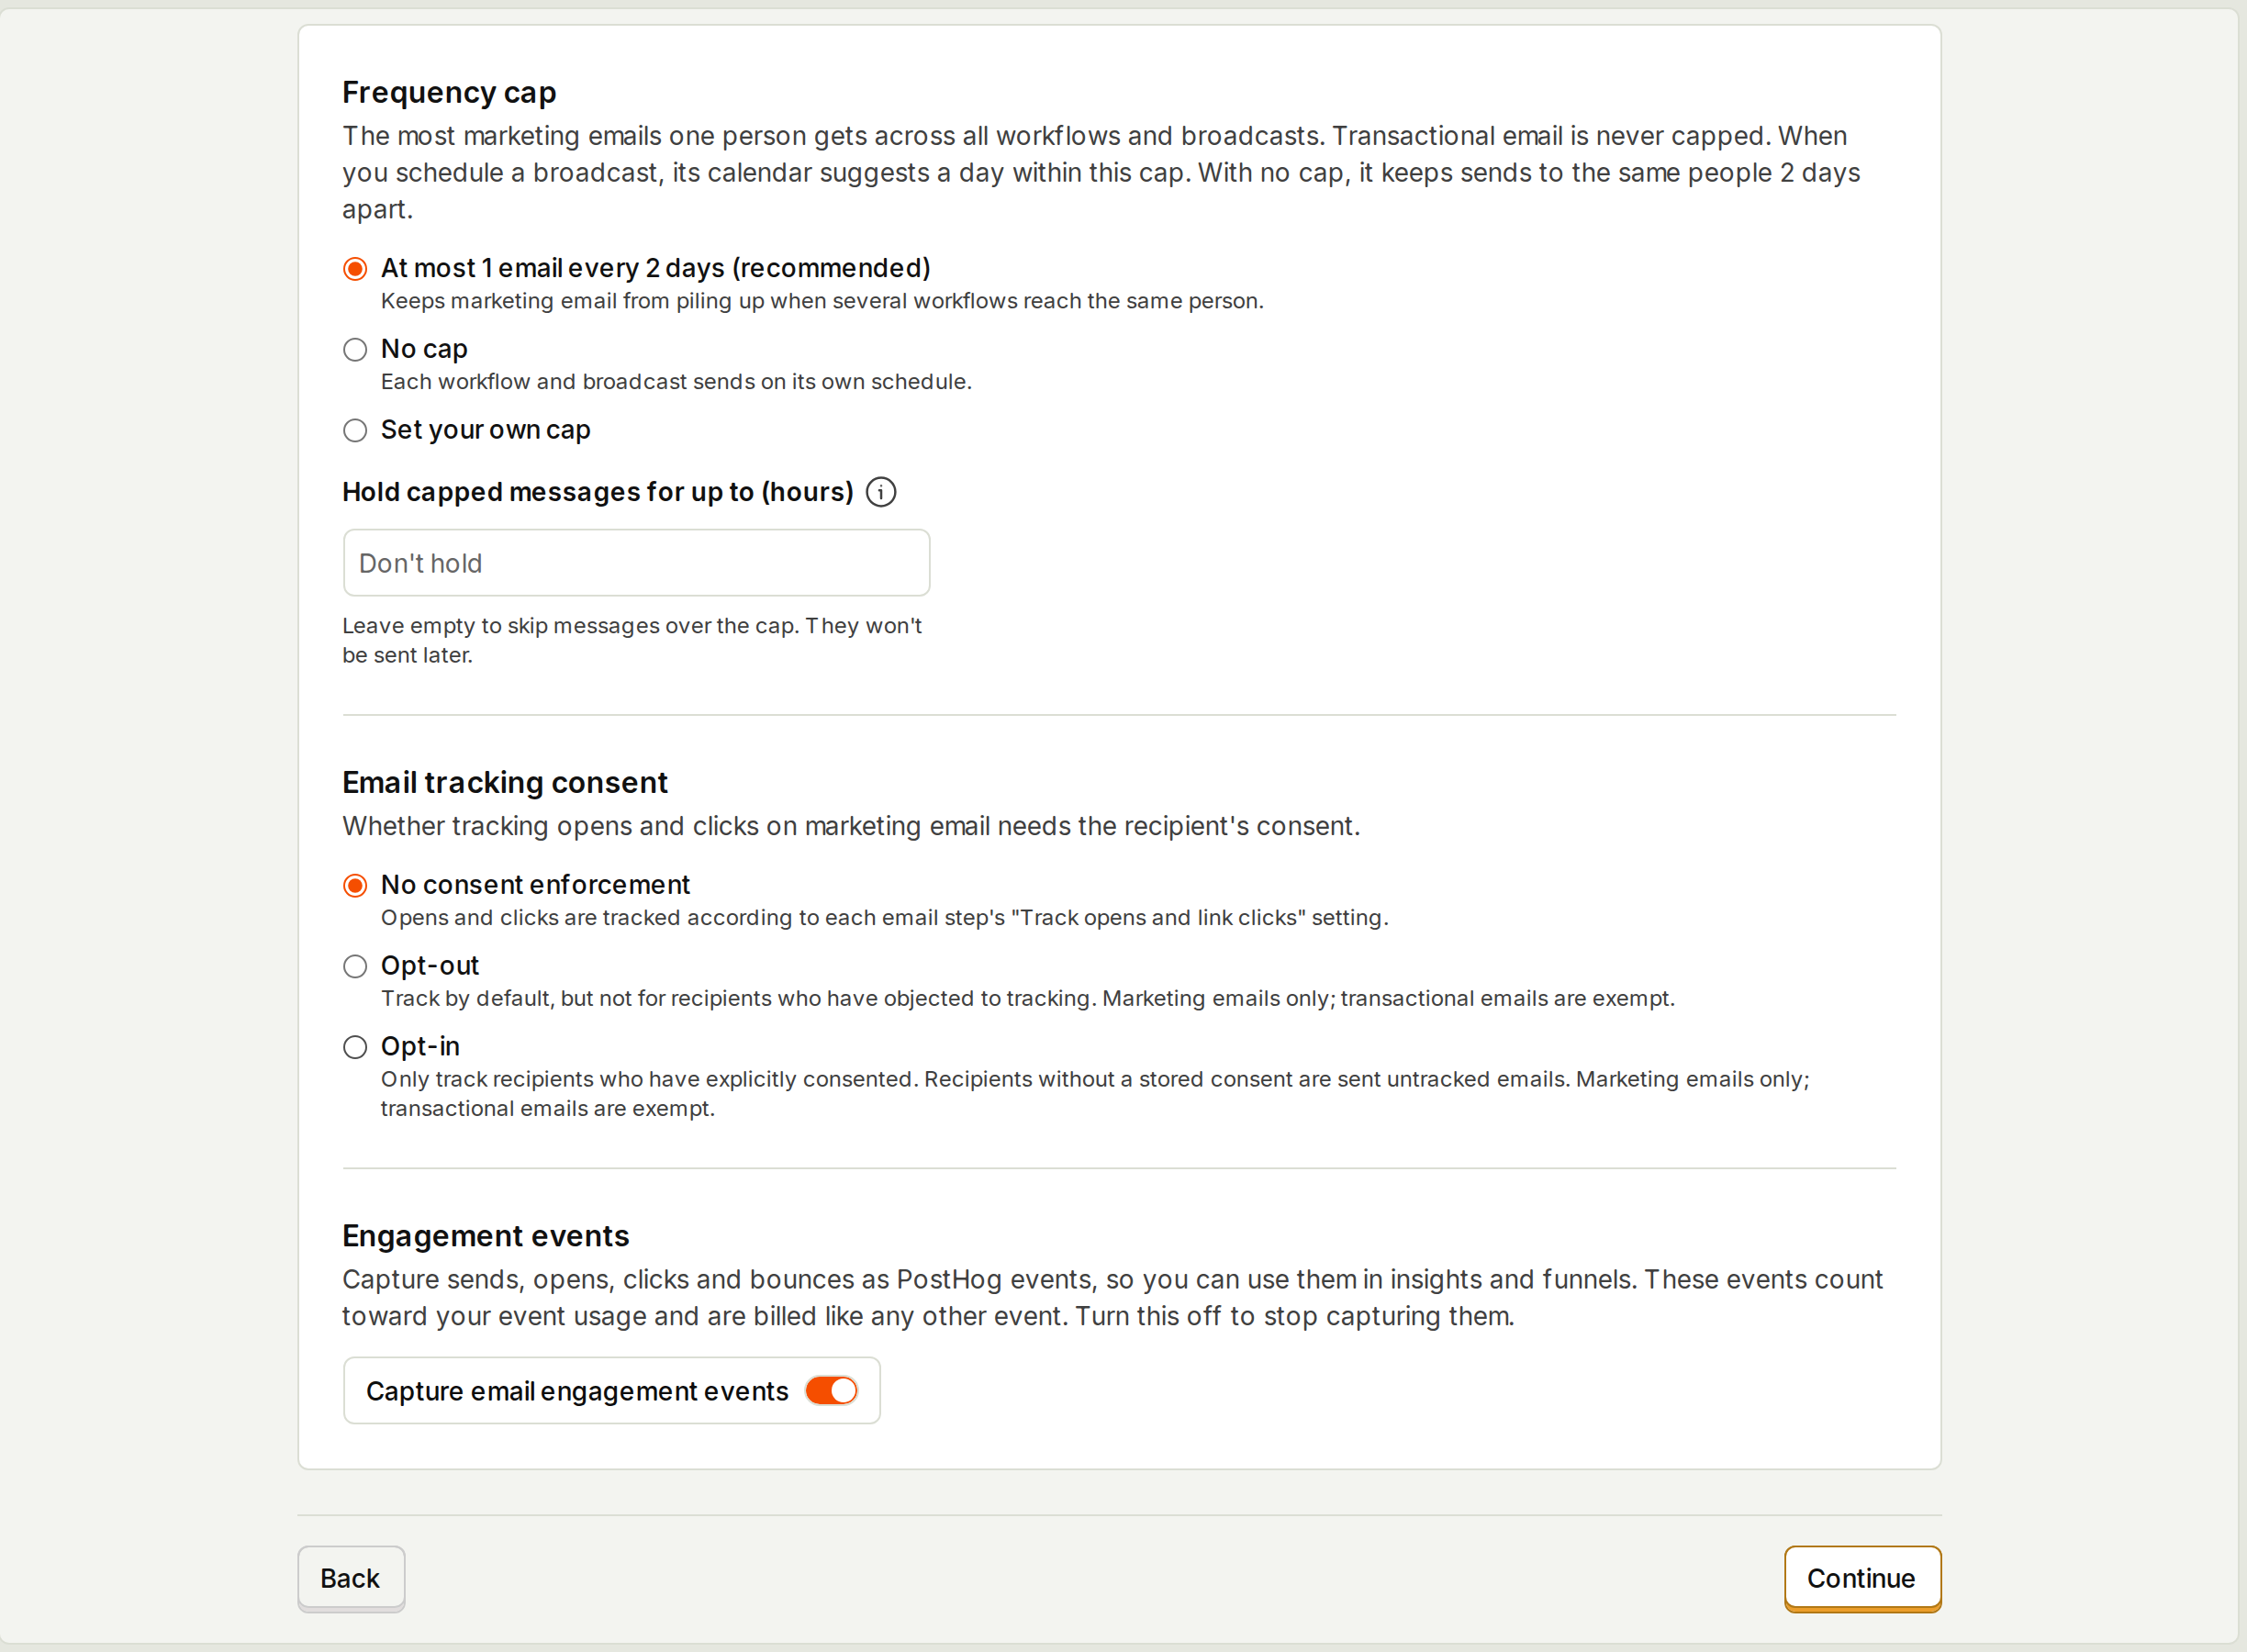 Frequency cap
The most marketing emails one person gets across all workflows and broadcasts. Transactional email is never capped. When
you schedule a broadcast, its calendar suggests a day within this cap. With no cap, it keeps sends to the same people 2 days
apart.
At most 1 email every 2 days (recommended)
Keeps marketing email from piling up when several workflows reach the same person.
No cap
Each workflow and broadcast sends on its own schedule.
Set your own cap
Hold capped messages for up to (hours)
Don't hold
Leave empty to skip messages over the cap. They won't
be sent later.
Email tracking consent
Whether tracking opens and clicks on marketing email needs the recipient's consent.
No consent enforcement
Opens and clicks are tracked according to each email step's "Track opens and link clicks" setting.
Opt-out
Track by default, but not for recipients who have objected to tracking. Marketing emails only; transactional emails are exempt.
Opt-in
Only track recipients who have explicitly consented. Recipients without a stored consent are sent untracked emails. Marketing emails only;
transactional emails are exempt.
Engagement events
Capture sends, opens, clicks and bounces as PostHog events, so you can use them in insights and funnels. These events count
toward your event usage and are billed like any other event. Turn this off to stop capturing them.
Capture email engagement events
Back
Continue